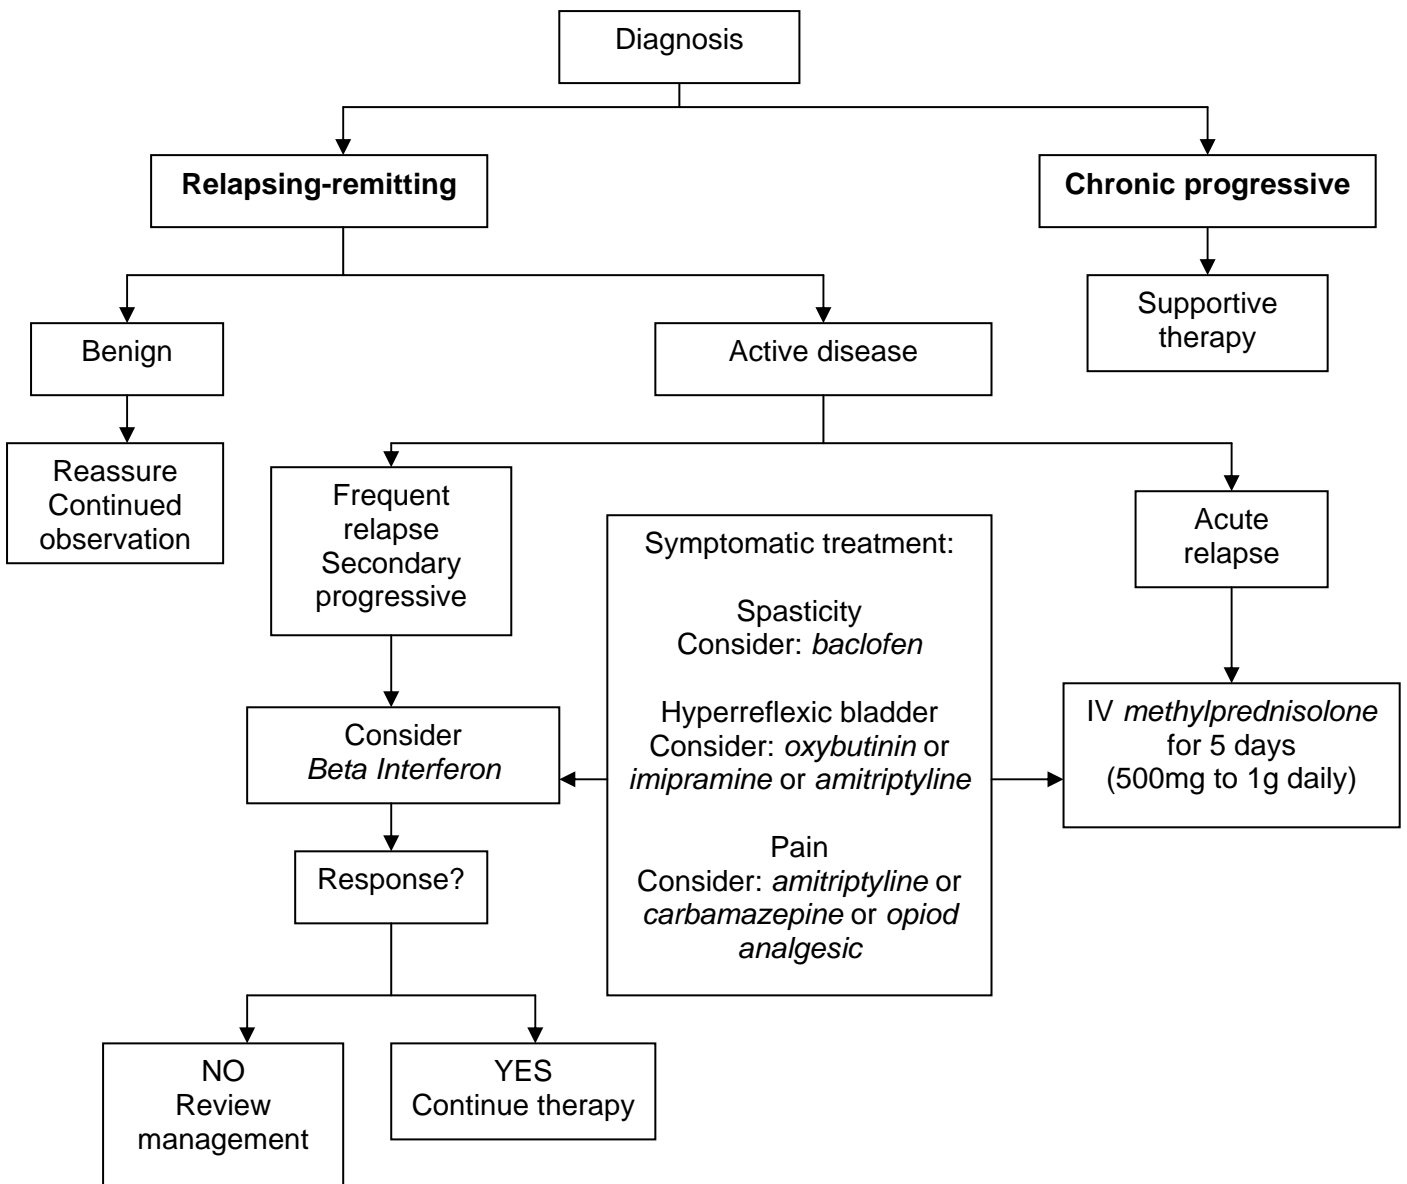 Diagnosis
Relapsing-remitting
Chronic progressive
Benign
Active disease
Supportive
therapy
Reassure
Continued
observation
Frequent
relapse
Secondary
progressive
Symptomatic treatment:
Spasticity
Consider: baclofen
Hyperreflexic bladder
Consider: oxybutinin or
imipramine or amitriptyline
Pain
Consider: amitriptyline or
carbamazepine or opiod
analgesic
Acute
relapse
Consider
Beta Interferon
IV methylprednisolone
for 5 days
(500mg to 1g daily)
Response?
NO
Review
management
YES
Continue therapy